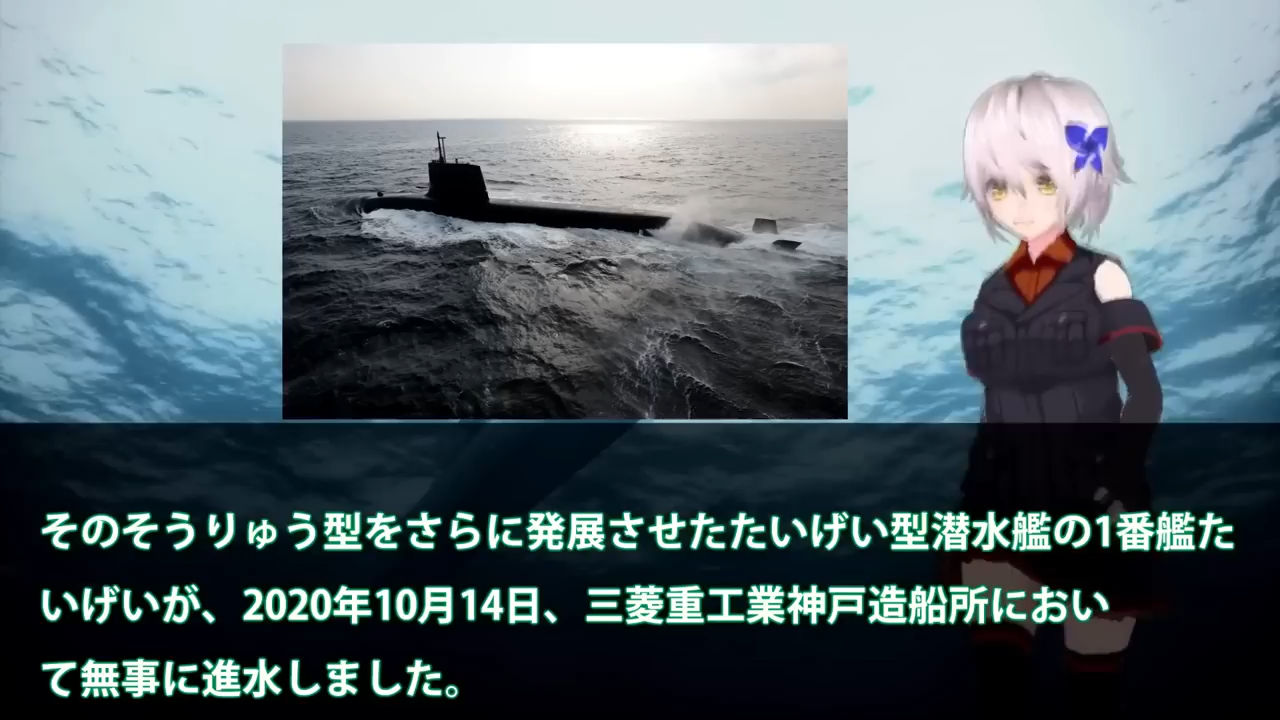 そのそうりゅう型をさらに発展させたたいげい型潜水艦の1番艦た
いげいが、2020年10月14日、三菱重工業神戸造船所におい
て無事に進水しました。